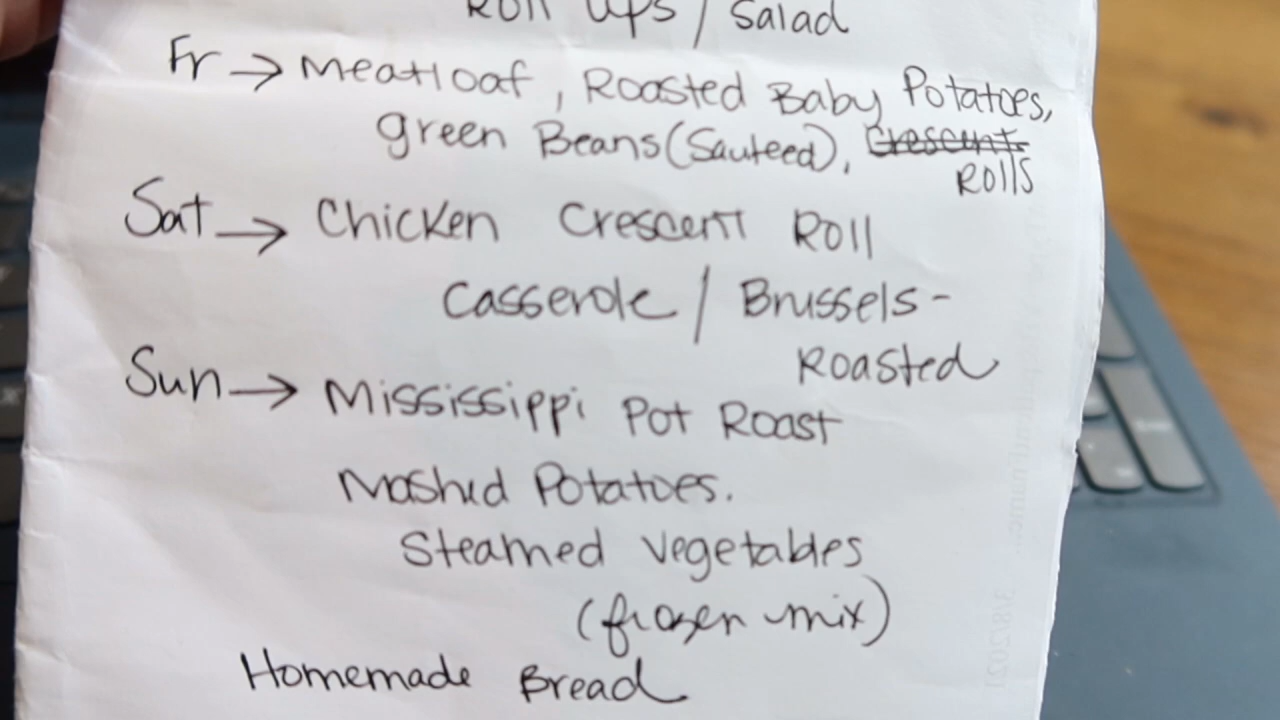 Roll ups / Salad
Fr → Meatloaf, Roasted Baby Potatoes,
green Beans (Sauteed), Crescent
Rolls
Sat → Chicken Crescent Roll
Casserole / Brussels -
Roasted
Sun → Mississippi Pot Roast
Mashed Potatoes.
Steamed Vegetables
(frozen mix)
Homemade Bread